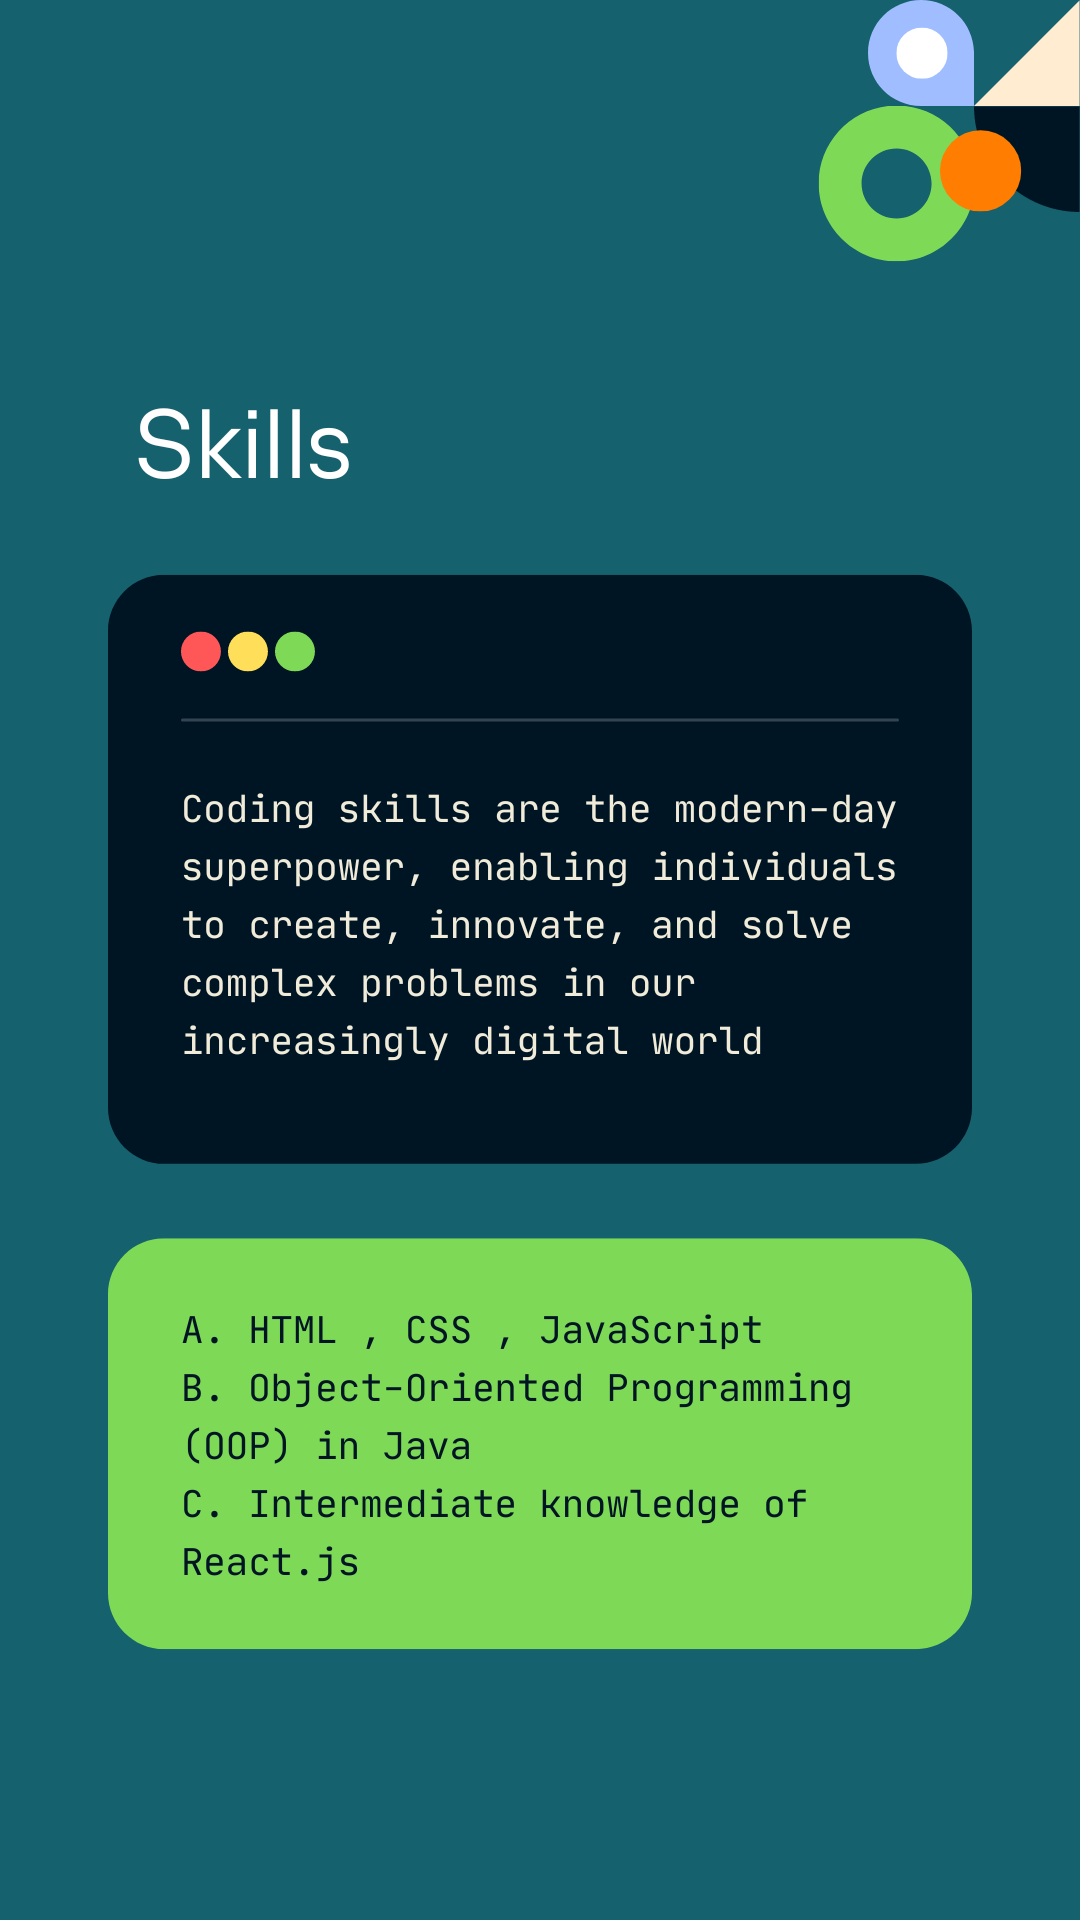 Skills
Coding skills are the modern-day
superpower, enabling individuals
to create, innovate, and solve
complex problems in our
increasingly digital world
A. HTML , CSS , JavaScript
B. Object-Oriented Programming
(OOP) in Java
C. Intermediate knowledge of
React.js